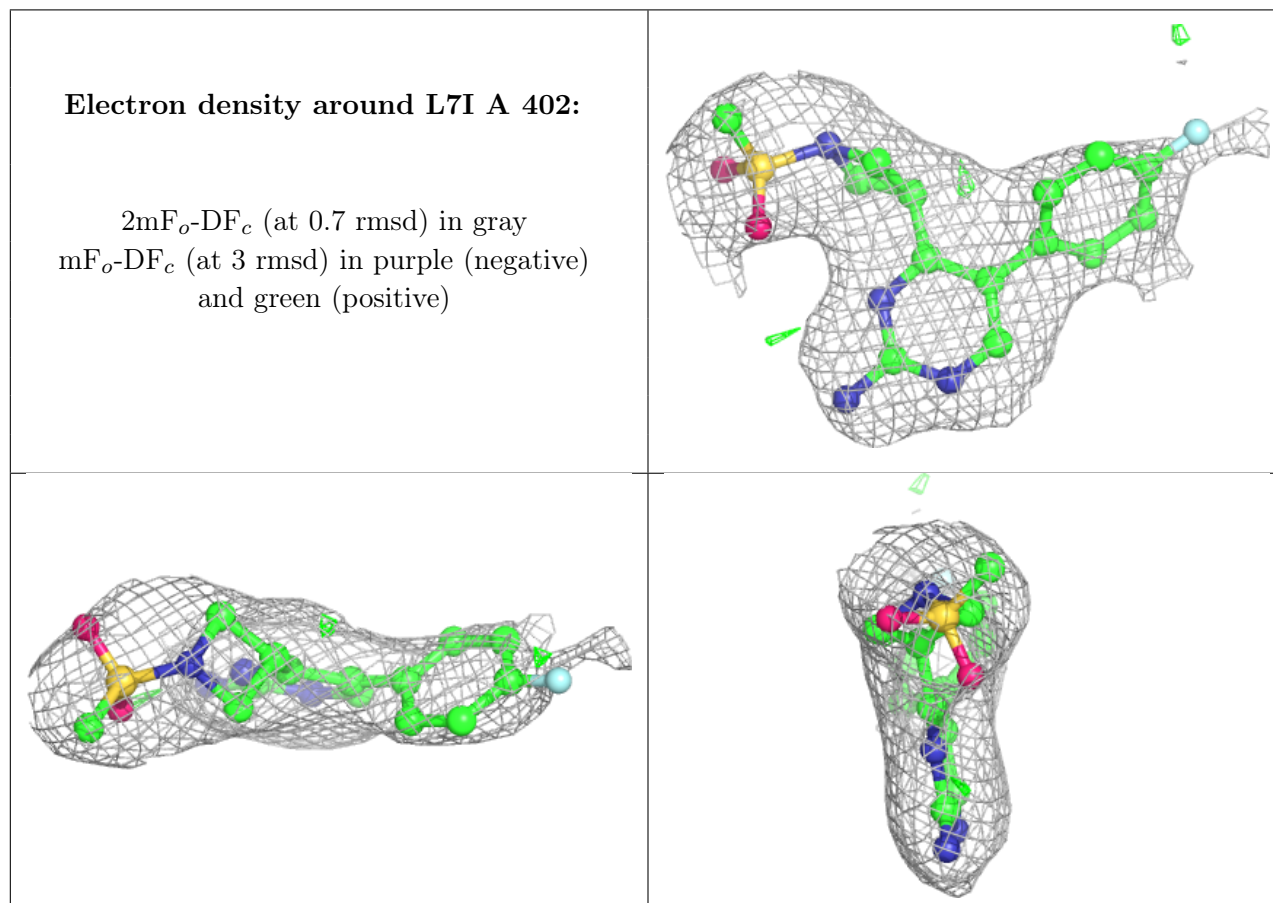 Electron density around L7I A 402:
2mFo-DFc (at 0.7 rmsd) in gray
mFo-DFc (at 3 rmsd) in purple (negative)
and green (positive)